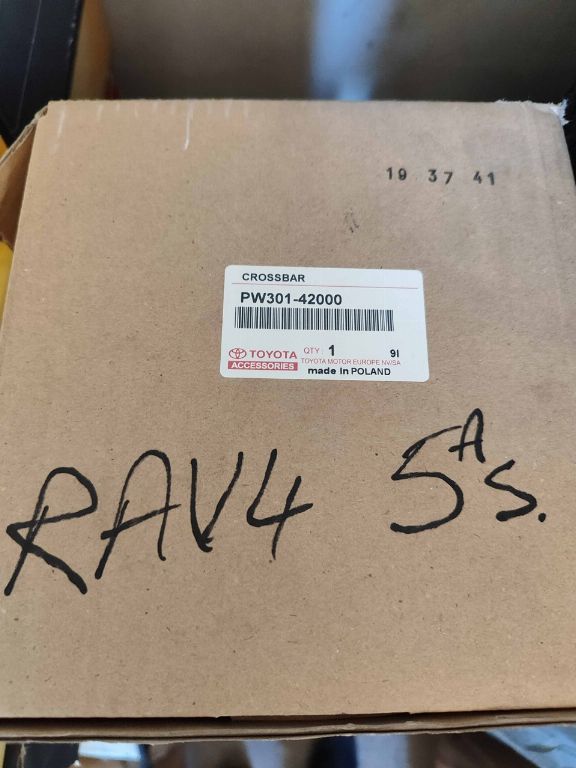 19 37 41
CROSSBAR
PW301-42000
TOYOTA
ACCESSORIES
QTY: 1 91
TOYOTA MOTOR EUROPE NV/SA
made in POLAND
RAV4 5A S.